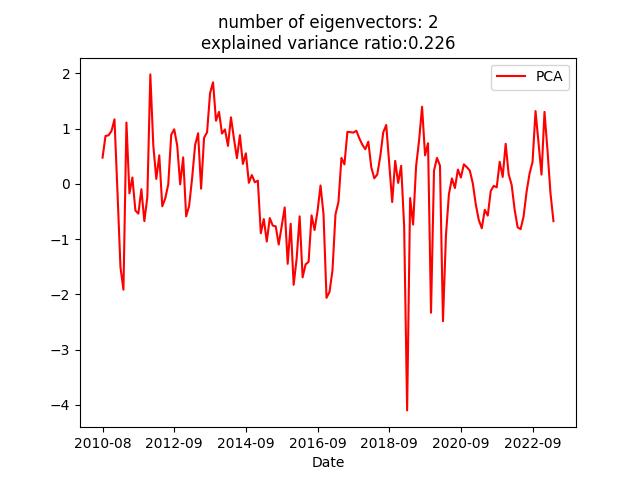 number of eigenvectors: 2
explained variance ratio:0.226
PCA
2
1
0
−1
−2
−3
−4
2010-08 2012-09 2014-09 2016-09 2018-09 2020-09 2022-09
Date